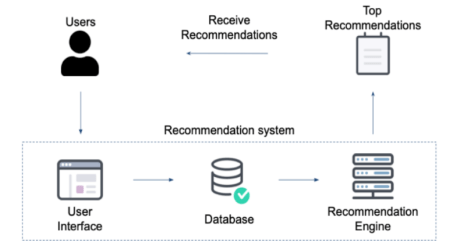 Users
Receive
Recommendations
Top
Recommendations
Recommendation system
User
Interface
Database
Recommendation
Engine